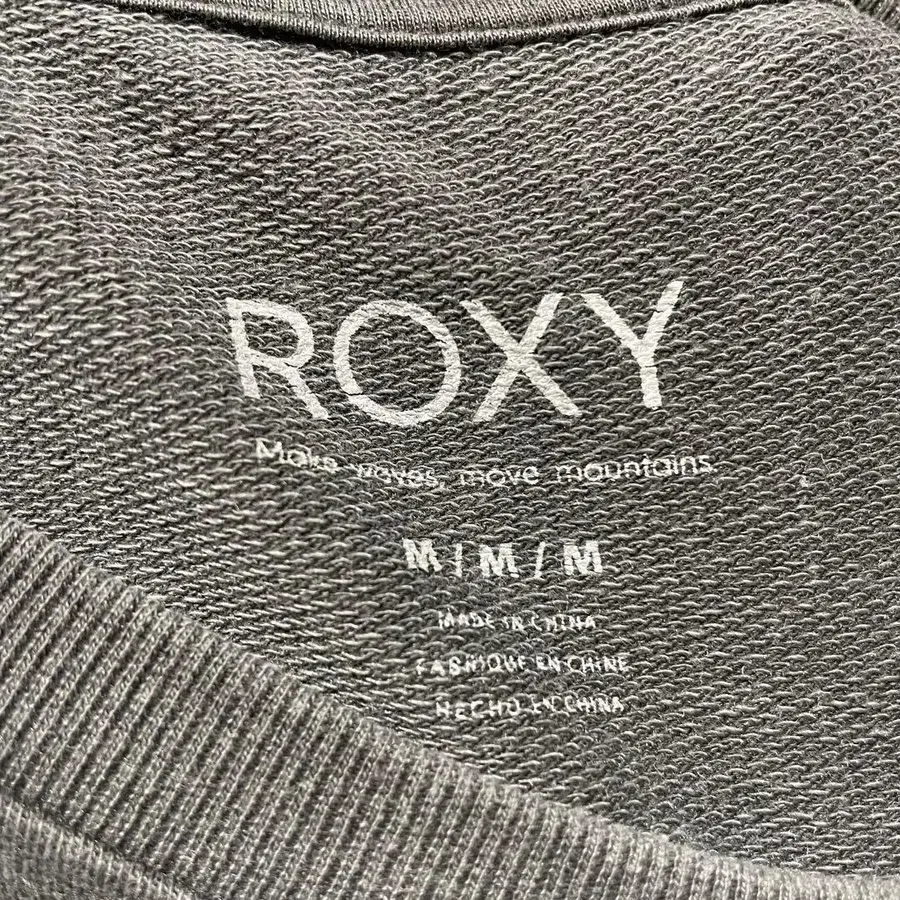 ROXY
Make waves, move mountains.
M / M / M
MADE IN CHINA
FABRIQUÉ EN CHINE
HECHO EN CHINA